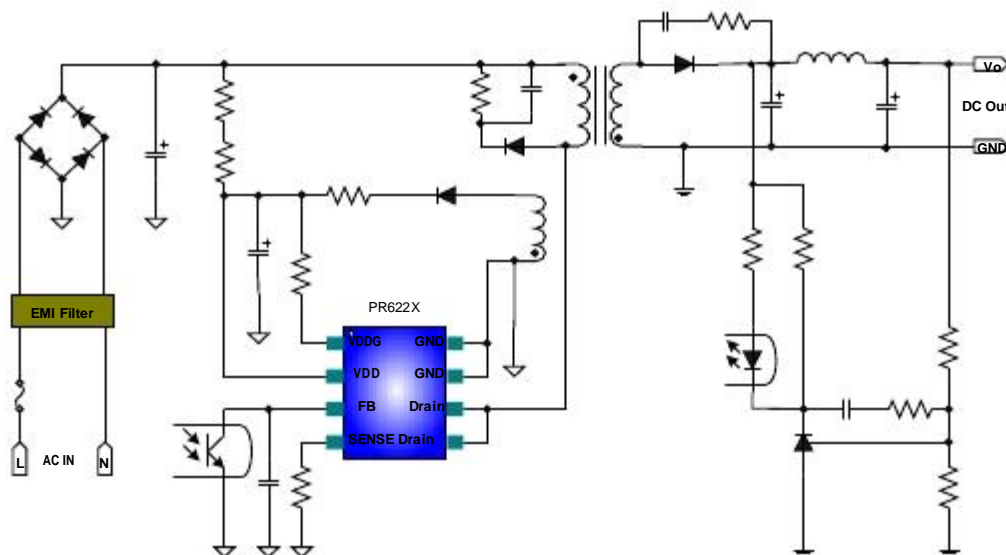 Vo
DC Out
GND
PR622X
EMI Filter
VDDG GND
VDD GND
FB Drain
SENSE Drain
L AC IN N
+
+
+
+